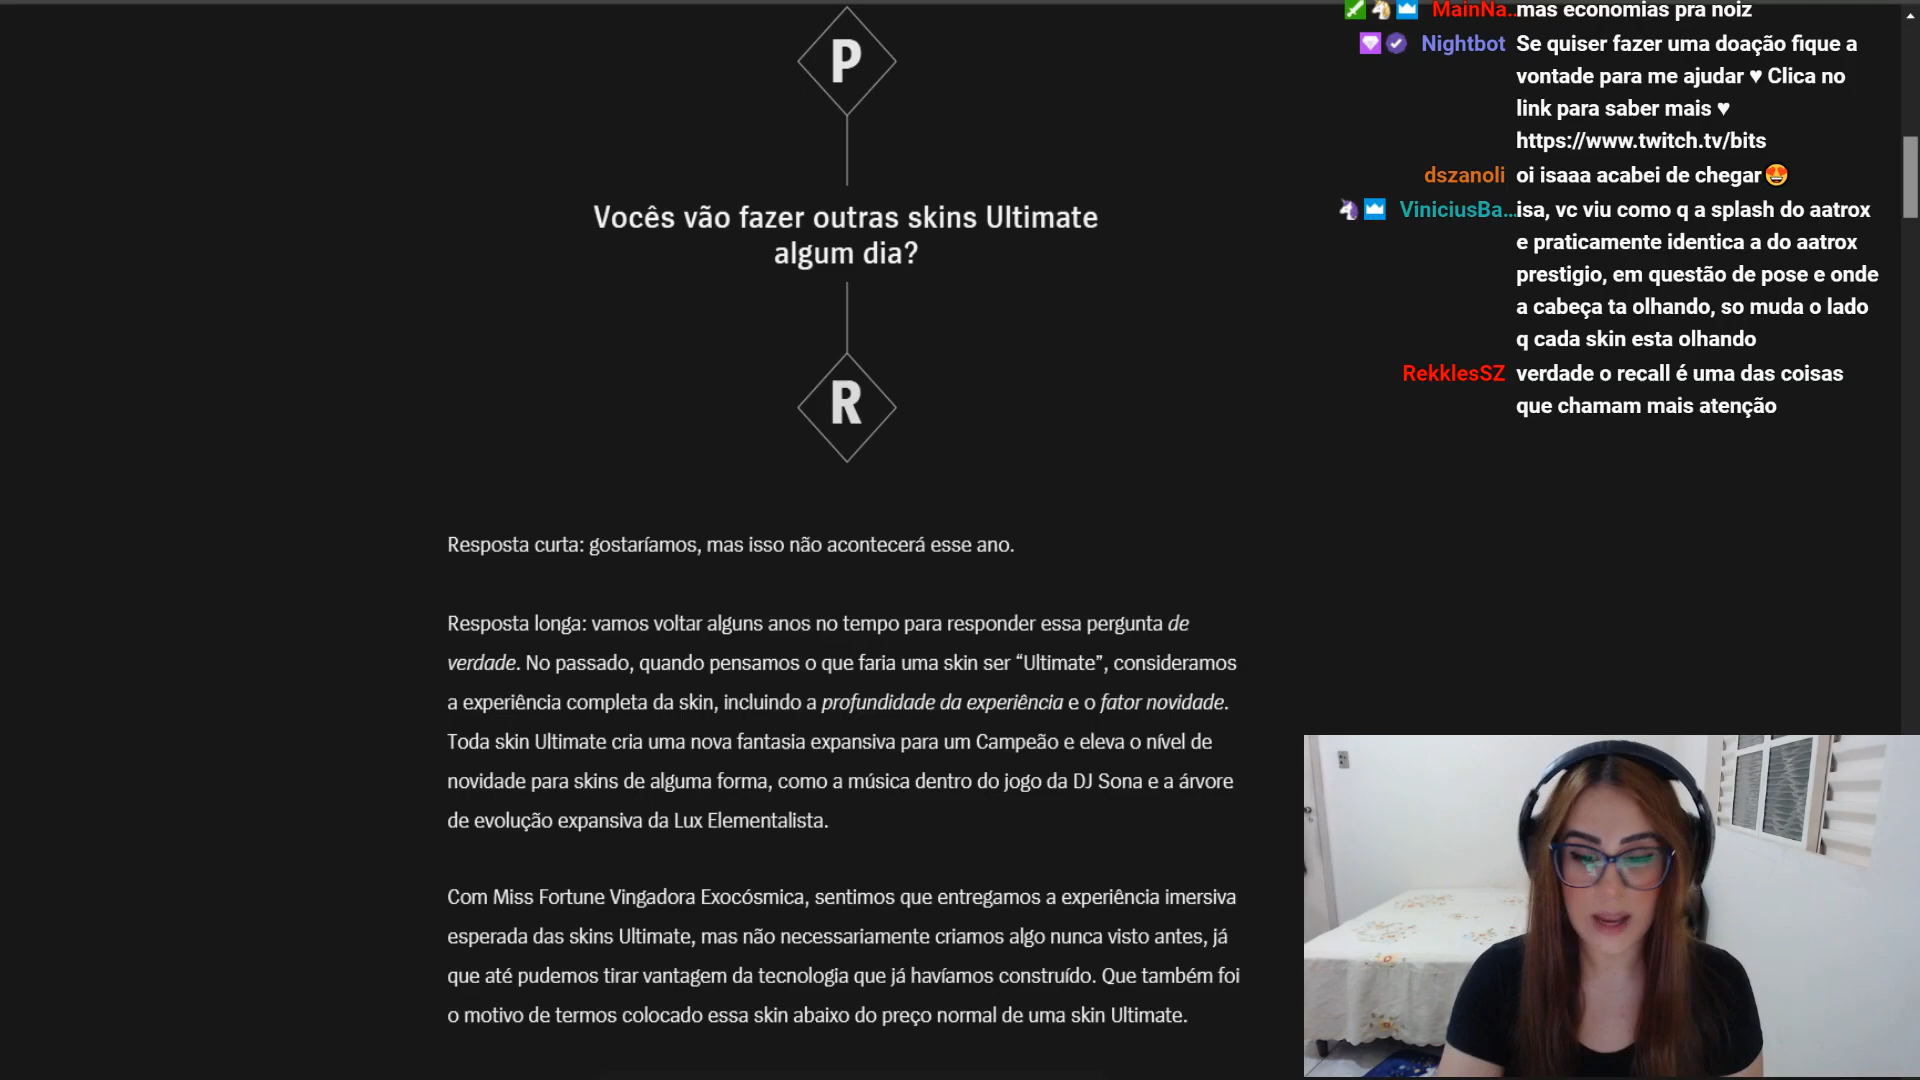 P
Vocês vão fazer outras skins Ultimate
algum dia?
R
Resposta curta: gostaríamos, mas isso não acontecerá esse ano.
Resposta longa: vamos voltar alguns anos no tempo para responder essa pergunta de
verdade. No passado, quando pensamos o que faria uma skin ser “Ultimate”, consideramos
a experiência completa da skin, incluindo a profundidade da experiência e o fator novidade.
Toda skin Ultimate cria uma nova fantasia expansiva para um Campeão e eleva o nível de
novidade para skins de alguma forma, como a música dentro do jogo da DJ Sona e a árvore
de evolução expansiva da Lux Elementalista.
Com Miss Fortune Vingadora Exocósmica, sentimos que entregamos a experiência imersiva
esperada das skins Ultimate, mas não necessariamente criamos algo nunca visto antes, já
que até pudemos tirar vantagem da tecnologia que já havíamos construído. Que também foi
o motivo de termos colocado essa skin abaixo do preço normal de uma skin Ultimate.
MainNa.. mas economias pra noiz
Nightbot Se quiser fazer uma doação fique a
vontade para me ajudar ♥ Clica no
link para saber mais ♥
https://www.twitch.tv/bits
dszanoli oi isaaa acabei de chegar😍
ViniciusBa... isa, vc viu como q a splash do aatrox
e praticamente identica a do aatrox
prestigio, em questão de pose e onde
a cabeça ta olhando, so muda o lado
q cada skin esta olhando
RekklesSZ verdade o recall é uma das coisas
que chamam mais atenção